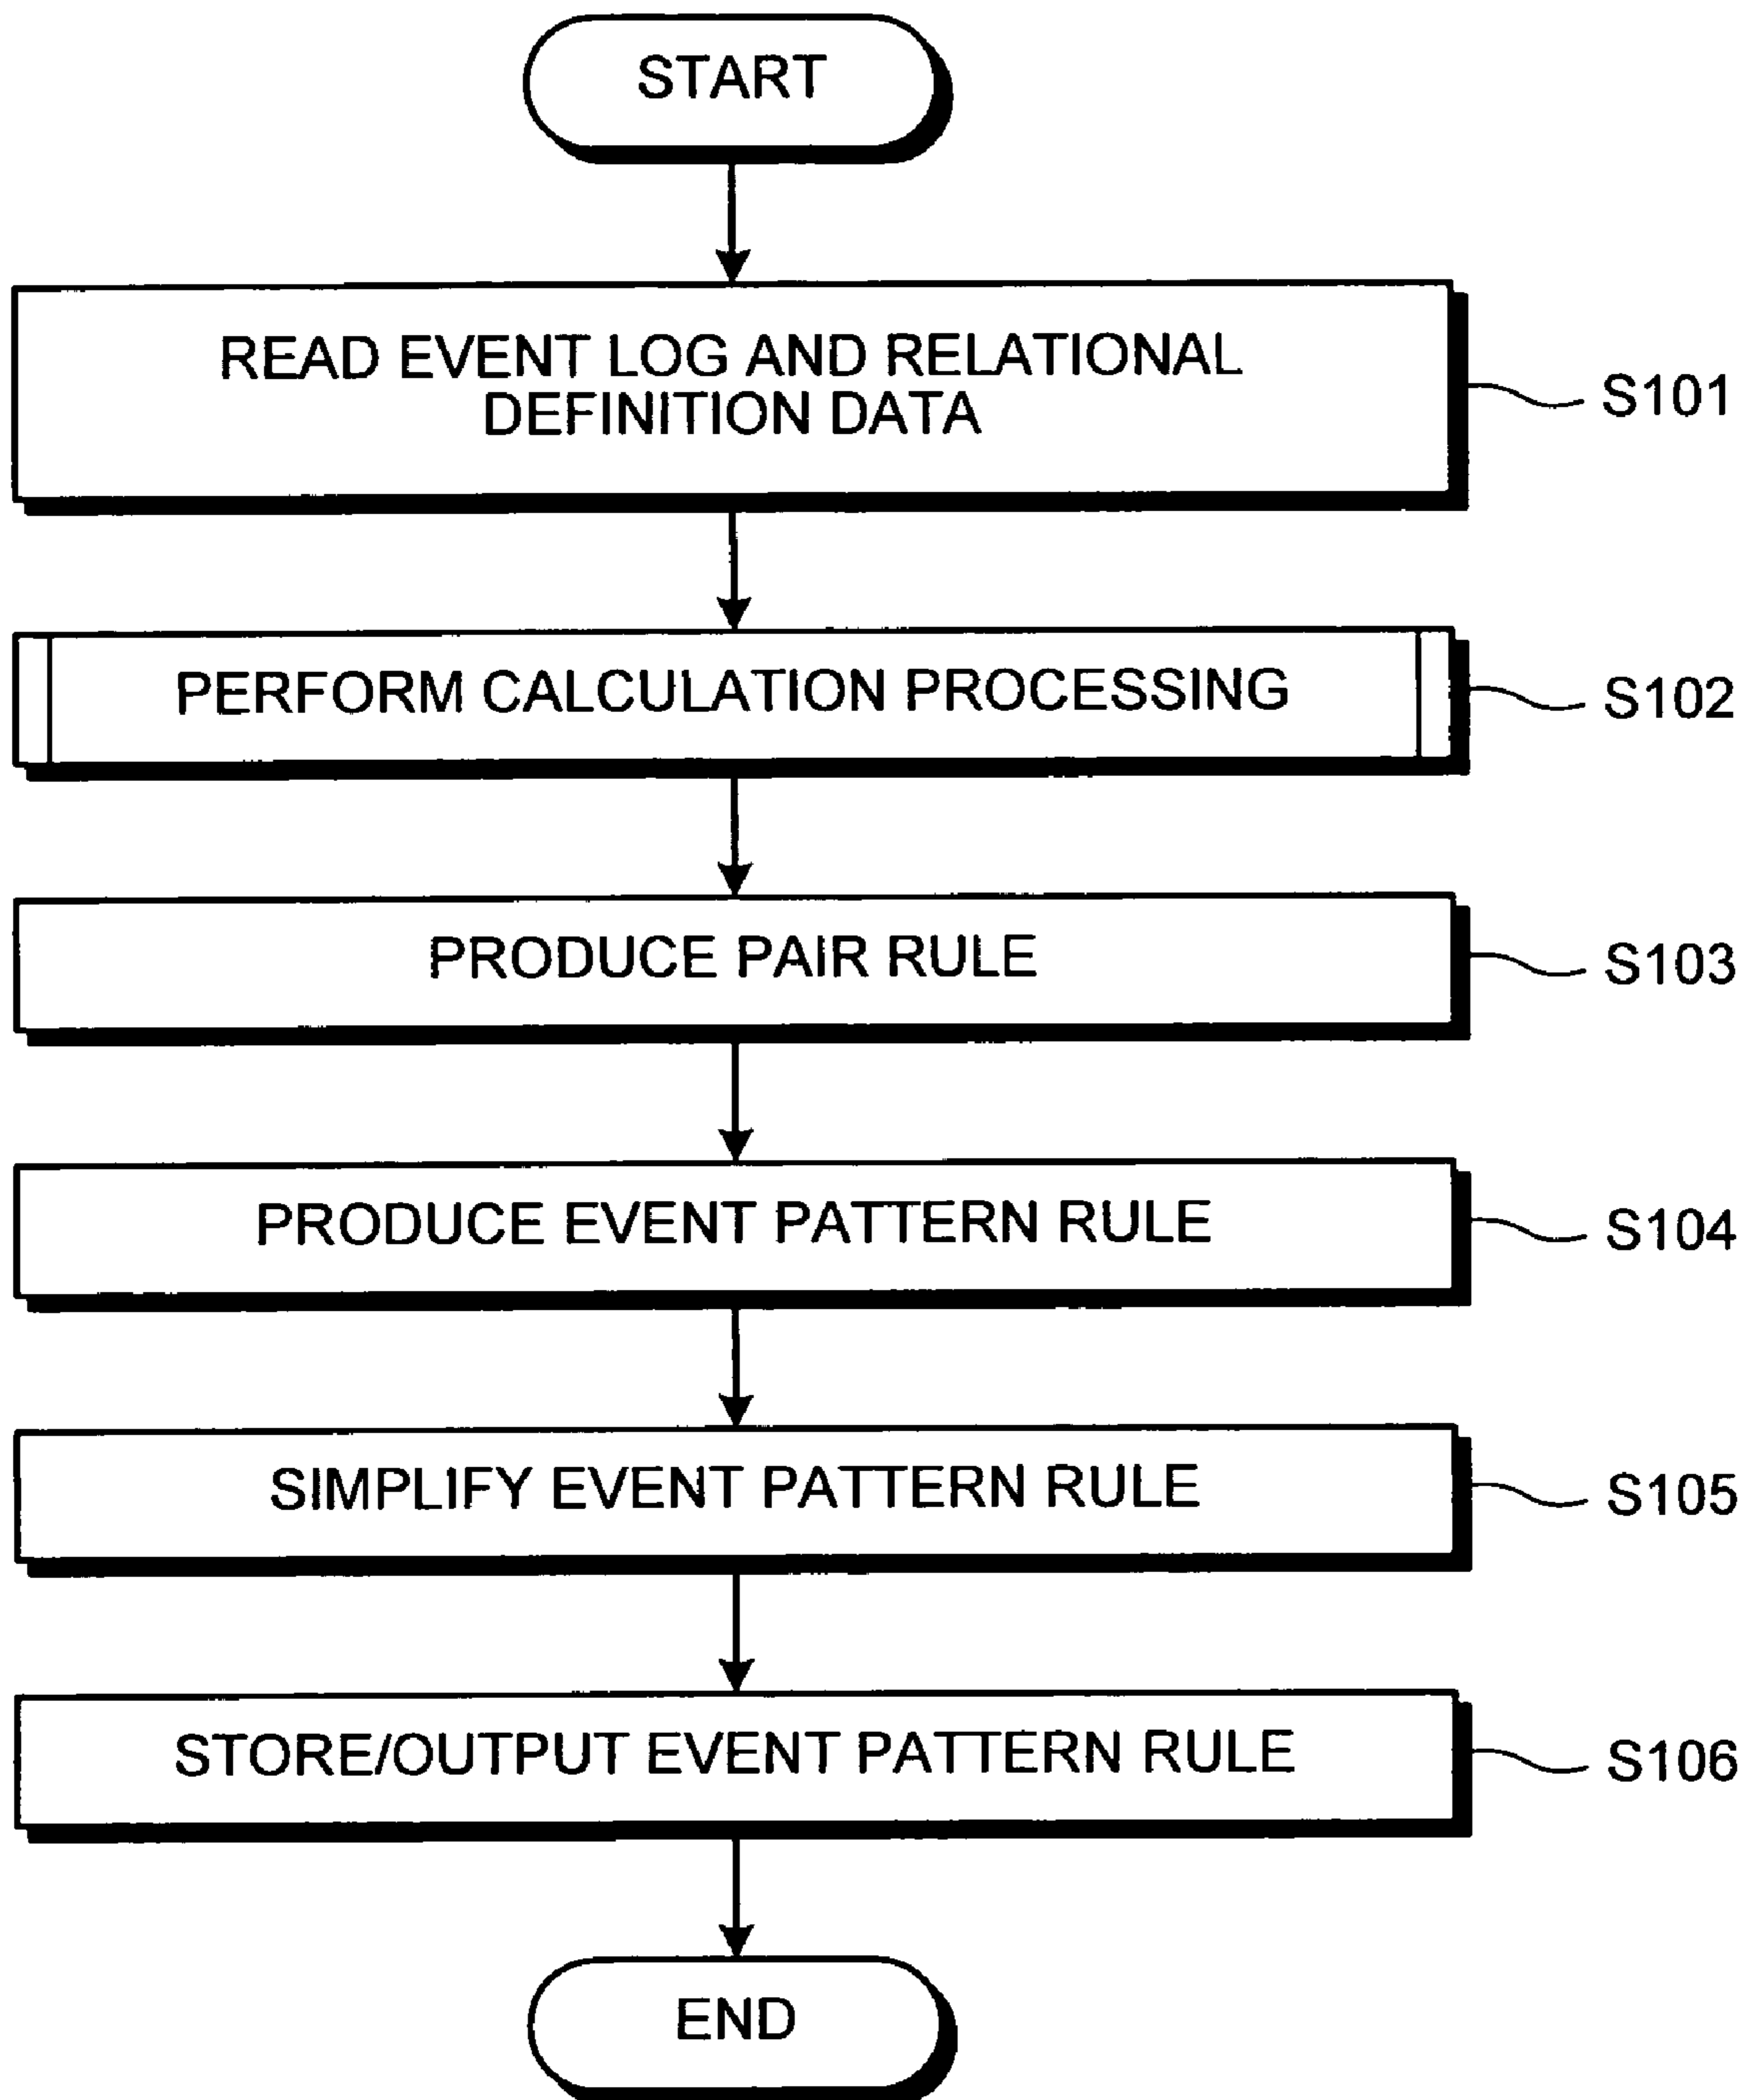 START
READ EVENT LOG AND RELATIONAL
DEFINITION DATA
S101
PERFORM CALCULATION PROCESSING
S102
PRODUCE PAIR RULE
S103
PRODUCE EVENT PATTERN RULE
S104
SIMPLIFY EVENT PATTERN RULE
S105
STORE/OUTPUT EVENT PATTERN RULE
S106
END